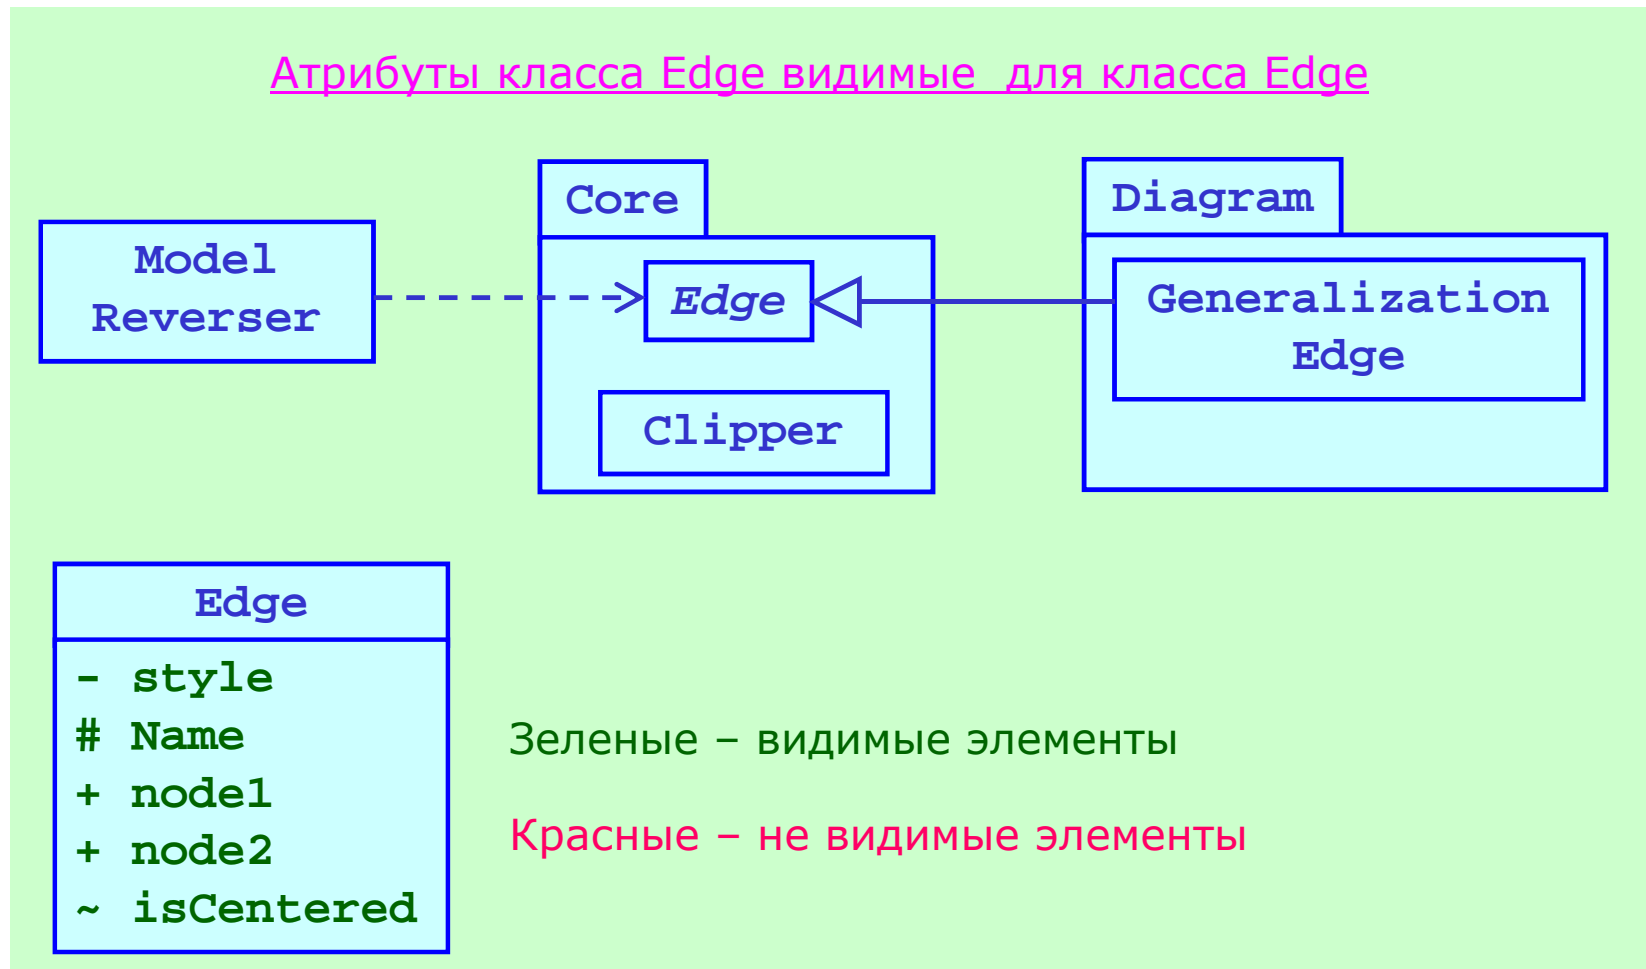 Атрибуты класса Edge видимые  для класса Edge
Core
Diagram
Model
Reverser
Edge
Generalization
Edge
Clipper
Edge
- style
# Name
+ node1
+ node2
~ isCentered
Зеленые – видимые элементы
Красные – не видимые элементы